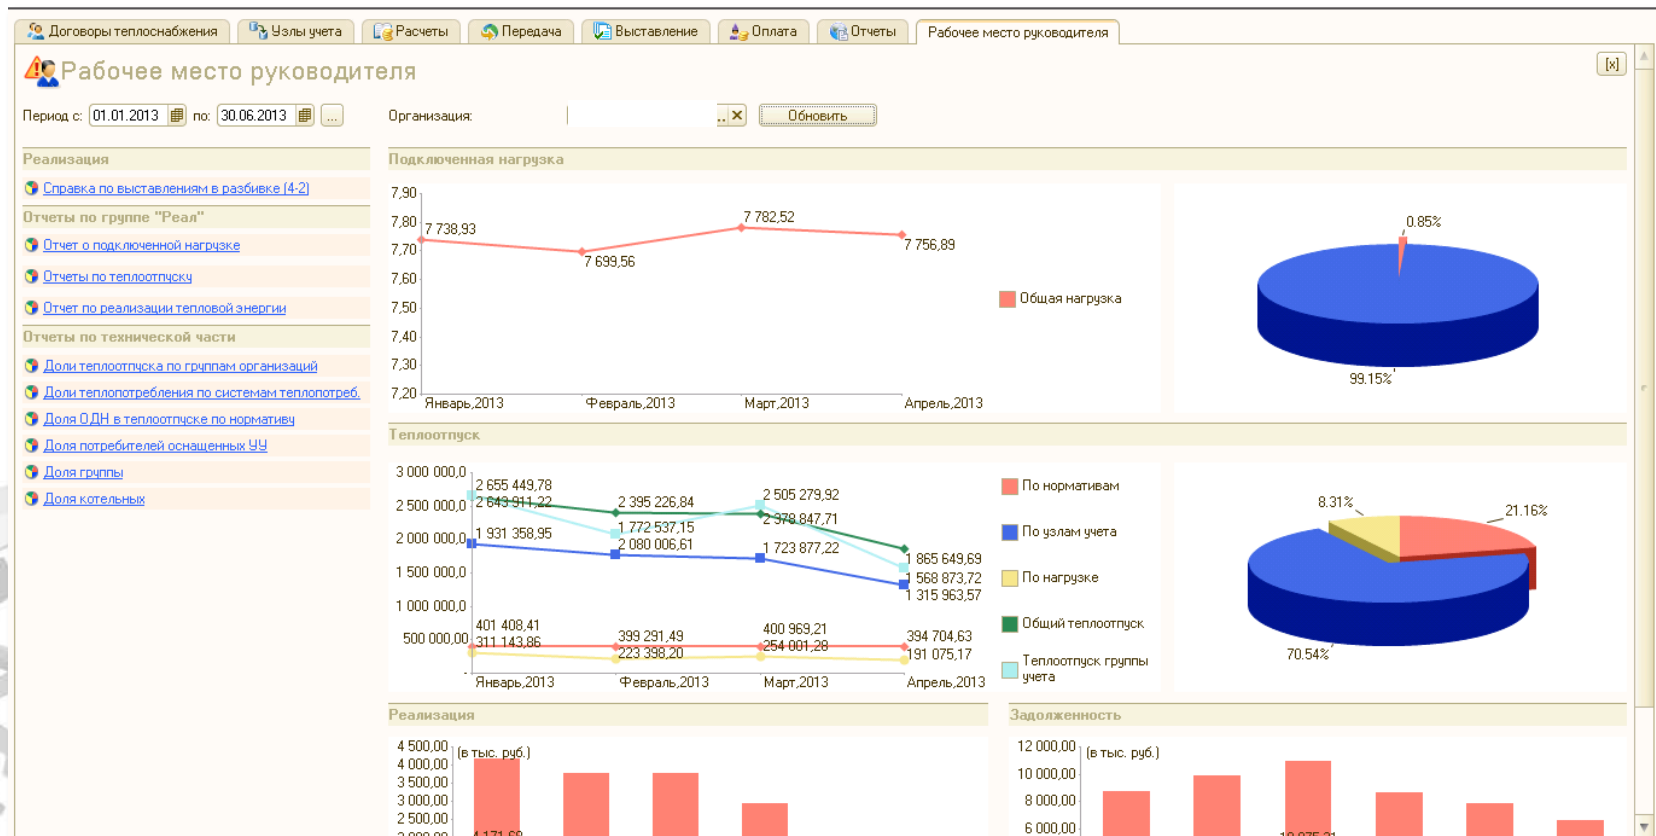 Договоры теплоснабжения Узлы учета Расчеты Передача Выставление Оплата Отчеты Рабочее место руководителя
Рабочее место руководителя [x]
Период с: 01.01.2013 по: 30.06.2013 ... Организация: .. Обновить
Реализация
Справка по выставлениям в разбивке (4-2)
Отчеты по группе "Реал"
Отчет о подключенной нагрузке
Отчеты по теплоотпуску
Отчет по реализации тепловой энергии
Отчеты по технической части
Доли теплоотпуска по группам организаций
Доли теплопотребления по системам теплопотреб.
Доля ОДН в теплоотпуске по нормативу
Доля потребителей оснащенных УУ
Доля группы
Доля котельных
Подключенная нагрузка
7,90
7,80
7,70
7,60
7,50
7,40
7,30
7,20
7 738,93
7 699,56
7 782,52
7 756,89
Январь,2013 Февраль,2013 Март,2013 Апрель,2013
Общая нагрузка
0.85%
99.15%
Теплоотпуск
3 000 000,0
2 500 000,0
2 000 000,0
1 500 000,0
1 000 000,0
500 000,00
-
2 655 449,78
2 643 911,22
1 931 358,95
401 408,41
311 143,86
2 395 226,84
1 772 537,15
2 080 006,61
399 291,49
223 398,20
2 505 279,92
2 378 847,71
1 723 877,22
400 969,21
254 001,28
1 865 649,69
1 568 873,72
1 315 963,57
394 704,63
191 075,17
Январь,2013 Февраль,2013 Март,2013 Апрель,2013
По нормативам
По узлам учета
По нагрузке
Общий теплоотпуск
Теплоотпуск группы
учета
8.31%
21.16%
70.54%
Реализация
4 500,00
4 000,00
3 500,00
3 000,00
2 500,00
(в тыс. руб.)
Задолженность
12 000,00
10 000,00
8 000,00
6 000,00
(в тыс. руб.)